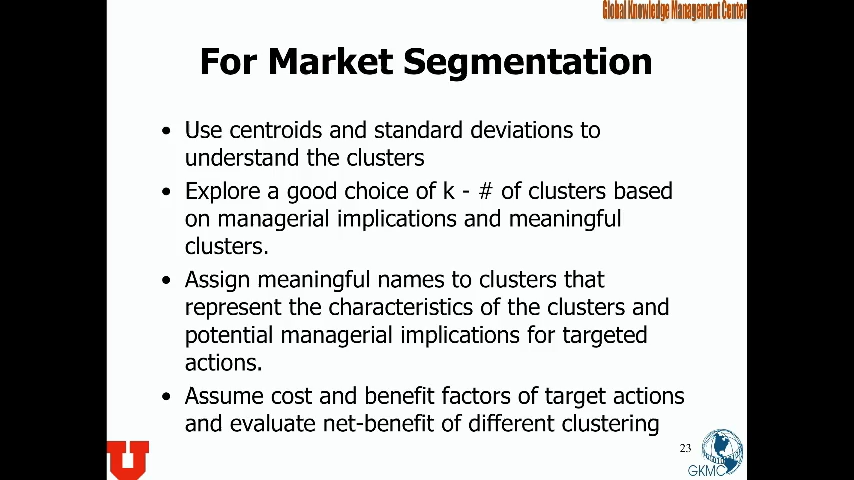 Global Knowledge Management Center
For Market Segmentation
• Use centroids and standard deviations to
understand the clusters
• Explore a good choice of k - # of clusters based
on managerial implications and meaningful
clusters.
• Assign meaningful names to clusters that
represent the characteristics of the clusters and
potential managerial implications for targeted
actions.
• Assume cost and benefit factors of target actions
and evaluate net-benefit of different clustering
23
U
GKMC